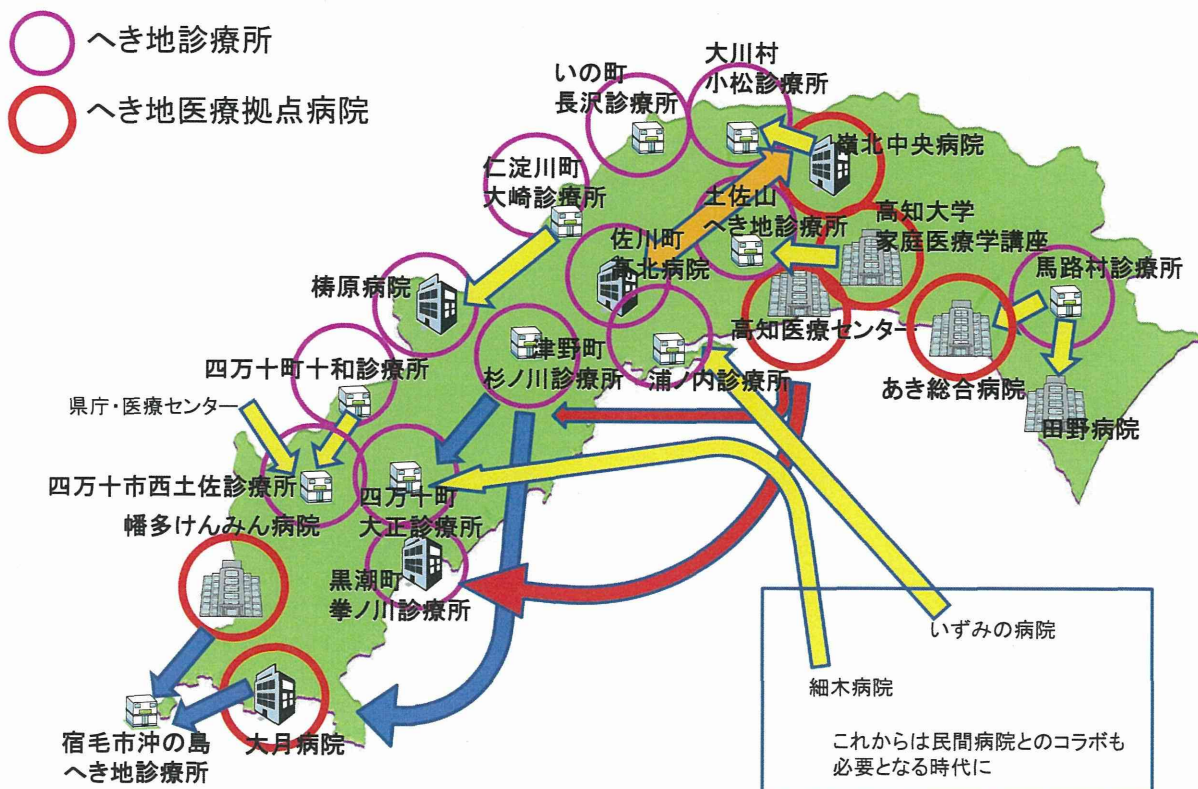 へき地診療所
へき地医療拠点病院
大川村
小松診療所
いの町
長沢診療所
嶺北中央病院
仁淀川町
大崎診療所
土佐山
へき地診療所
高知大学
家庭医療学講座
佐川町
高北病院
馬路村診療所
梼原病院
高知医療センター
津野町
杉ノ川診療所
浦ノ内診療所
四万十町十和診療所
あき総合病院
県庁・医療センター
田野病院
四万十市西土佐診療所
四万十町
大正診療所
幡多けんみん病院
黒潮町
拳ノ川診療所
いずみの病院
細木病院
宿毛市沖の島
へき地診療所
大月病院
これからは民間病院とのコラボも
必要となる時代に